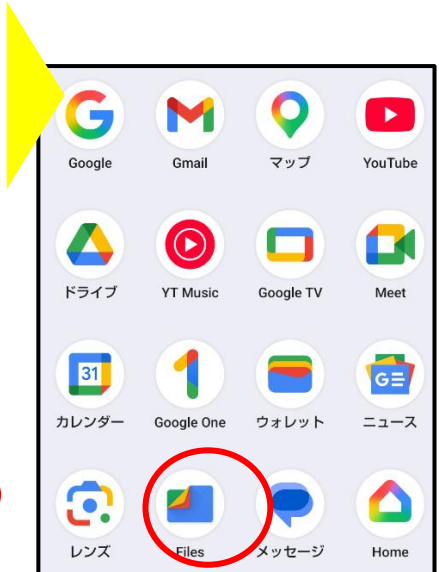 Google Gmail マップ YouTube
ドライブ YT Music Google TV Meet
31 G
カレンダー Google One ウォレット ニュース
レンズ Files メッセージ Home